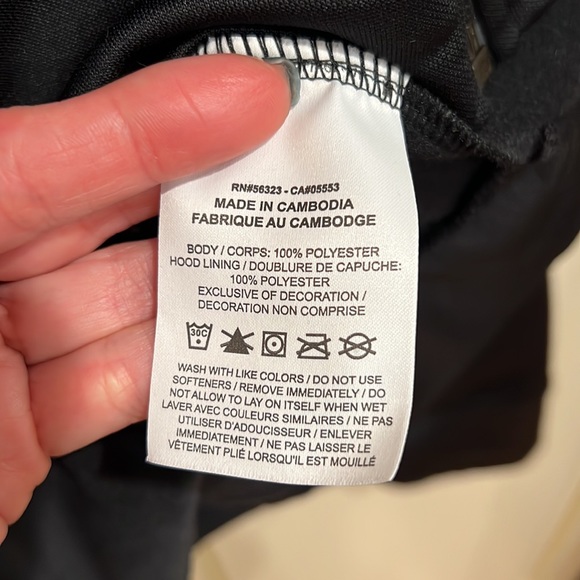 RN#56323 - CA#05553
MADE IN CAMBODIA
FABRIQUE AU CAMBODGE
BODY / CORPS: 100% POLYESTER
HOOD LINING / DOUBLURE DE CAPUCHE:
100% POLYESTER
EXCLUSIVE OF DECORATION /
DECORATION NON COMPRISE
30C
WASH WITH LIKE COLORS / DO NOT USE
SOFTENERS / REMOVE IMMEDIATELY / DO
NOT ALLOW TO LAY ON ITSELF WHEN WET
LAVER AVEC COULEURS SIMILAIRES / NE PAS
UTILISER D'ADOUCISSEUR / ENLEVER
IMMEDIATEMENT / NE PAS LAISSER LE
VÊTEMENT PLIÉ LORSQU'IL EST MOUILLÉ